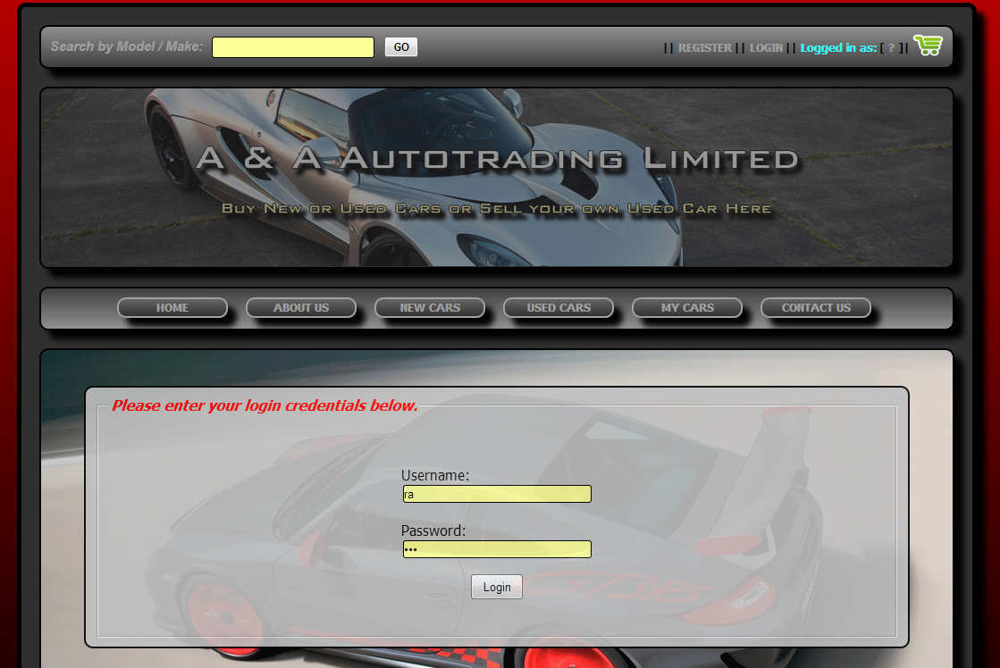 Search by Model / Make: GO || REGISTER || LOGIN || Logged in as: [ ? ]|
A & A AUTOTRADING LIMITED
BUY NEW OR USED CARS OR SELL YOUR OWN USED CAR HERE
HOME ABOUT US NEW CARS USED CARS MY CARS CONTACT US
Please enter your login credentials below.
Username:
ra
Password:
•••
Login
GT3RS